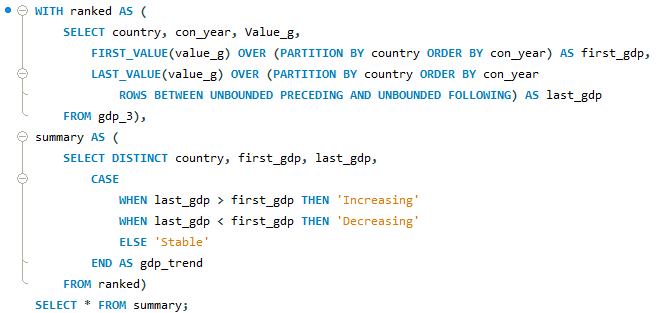 WITH ranked AS (
SELECT country, con_year, Value_g,
FIRST_VALUE(value_g) OVER (PARTITION BY country ORDER BY con_year) AS first_gdp,
LAST_VALUE(value_g) OVER (PARTITION BY country ORDER BY con_year
ROWS BETWEEN UNBOUNDED PRECEDING AND UNBOUNDED FOLLOWING) AS last_gdp
FROM gdp_3),
summary AS (
SELECT DISTINCT country, first_gdp, last_gdp,
CASE
WHEN last_gdp > first_gdp THEN 'Increasing'
WHEN last_gdp < first_gdp THEN 'Decreasing'
ELSE 'Stable'
END AS gdp_trend
FROM ranked)
SELECT * FROM summary;